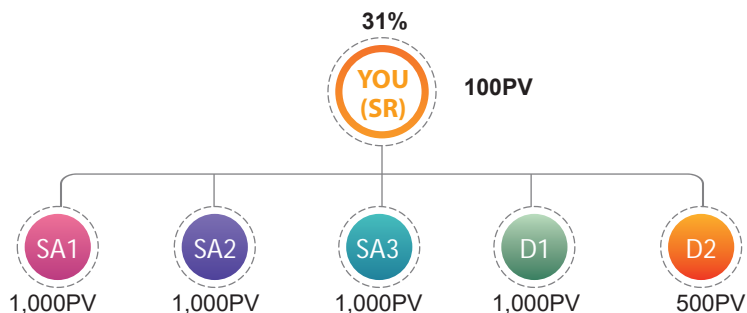 31%
YOU
(SR)
100PV
SA1
SA2
SA3
D1
D2
1,000PV
1,000PV
1,000PV
1,000PV
500PV